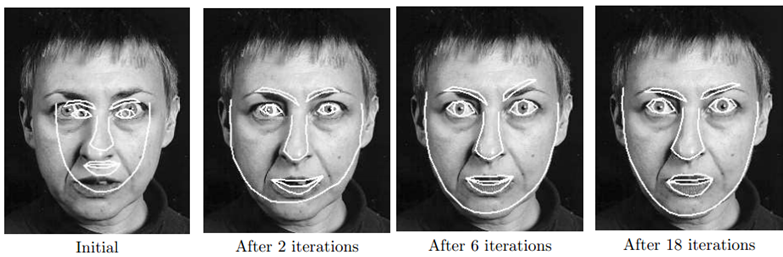 Initial
After 2 iterations
After 6 iterations
After 18 iterations